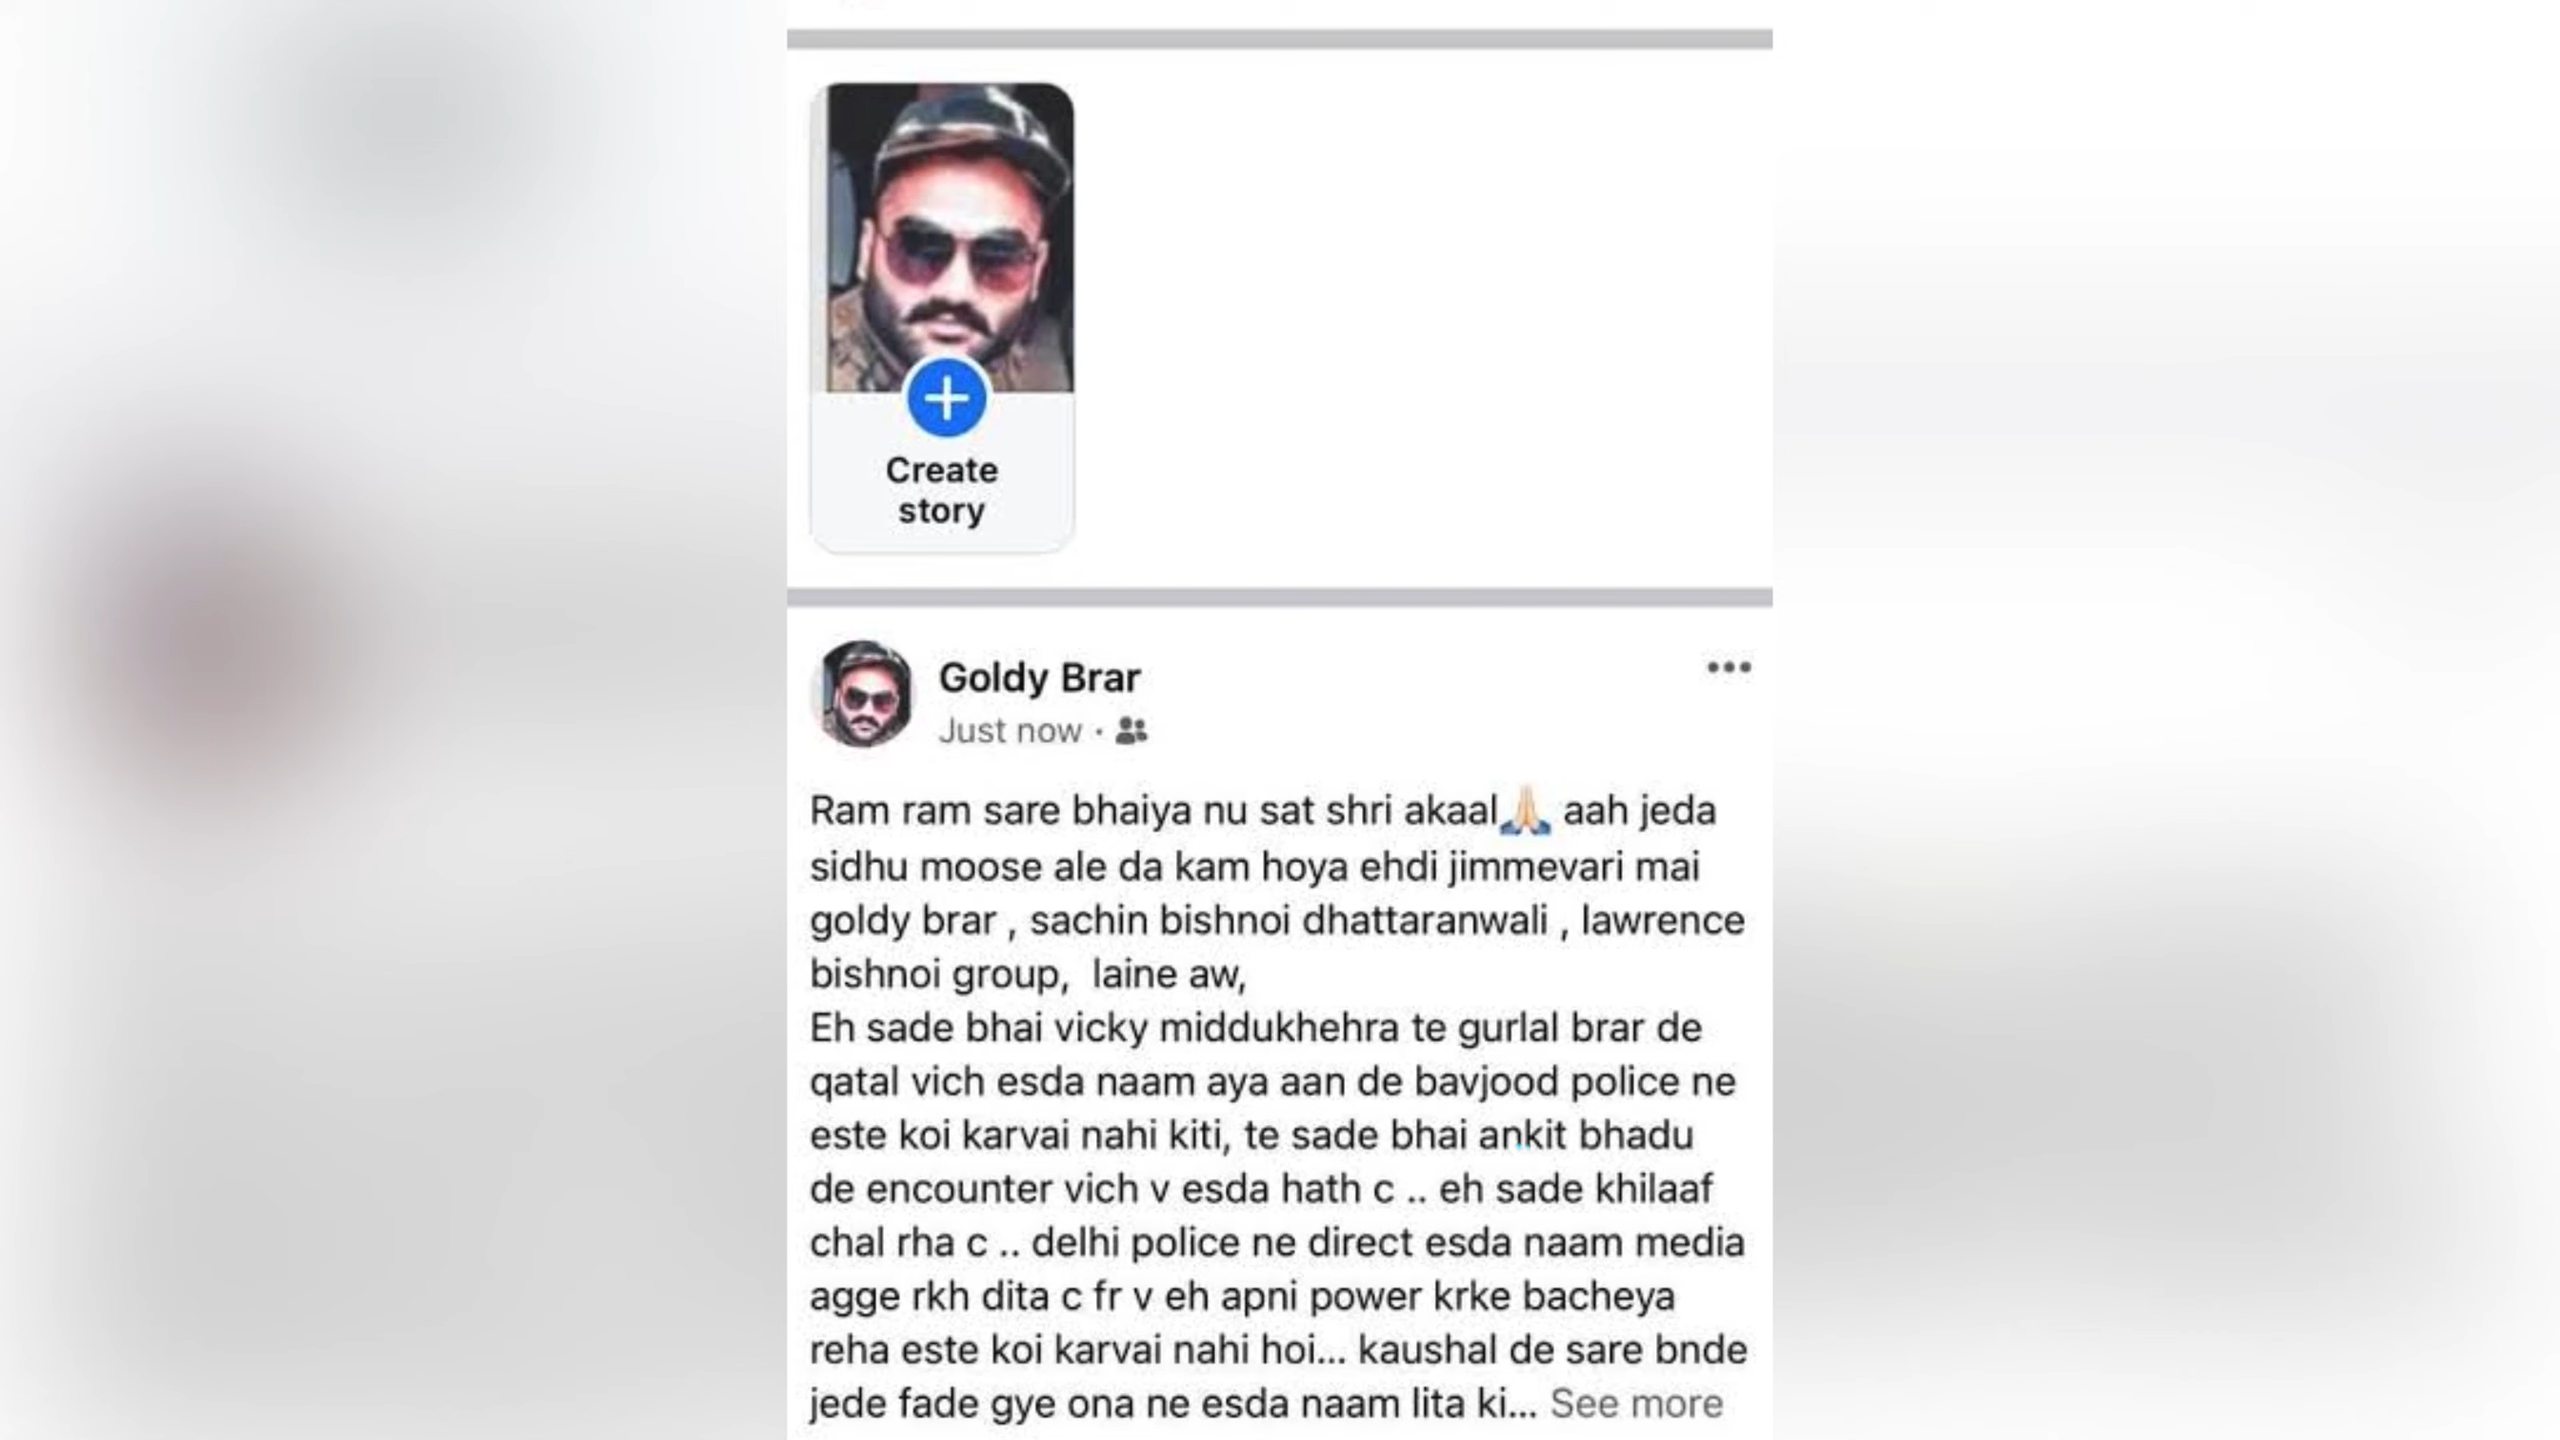 Create
story
Goldy Brar
Just now ·
Ram ram sare bhaiya nu sat shri akaal🙏🏻 aah jeda
sidhu moose ale da kam hoya ehdi jimmevari mai
goldy brar , sachin bishnoi dhattaranwali , lawrence
bishnoi group,  laine aw,
Eh sade bhai vicky middukhehra te gurlal brar de
qatal vich esda naam aya aan de bavjood police ne
este koi karvai nahi kiti, te sade bhai ankit bhadu
de encounter vich v esda hath c .. eh sade khilaaf
chal rha c .. delhi police ne direct esda naam media
agge rkh dita c fr v eh apni power krke bacheya
reha este koi karvai nahi hoi... kaushal de sare bnde
jede fade gye ona ne esda naam lita ki... See more